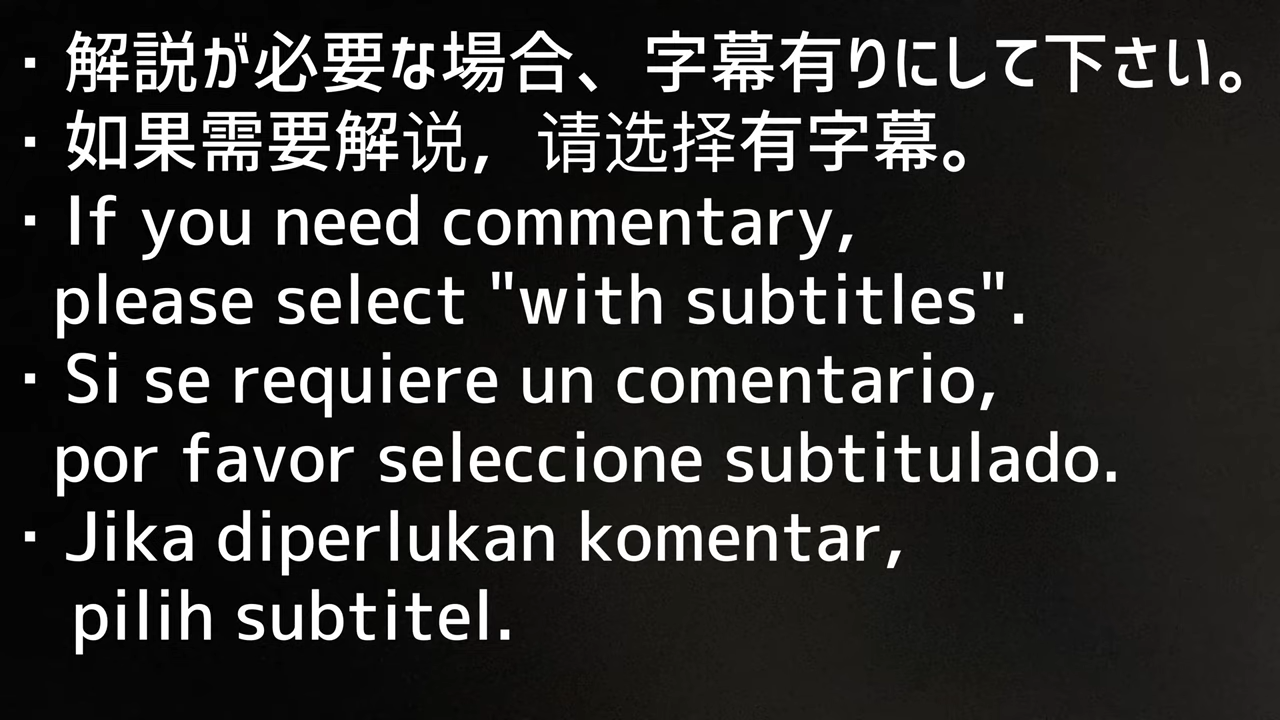 ・解説が必要な場合、字幕有りにして下さい。
・如果需要解说，请选择有字幕。
・If you need commentary,
please select "with subtitles".
・Si se requiere un comentario,
por favor seleccione subtitulado.
・Jika diperlukan komentar,
pilih subtitel.